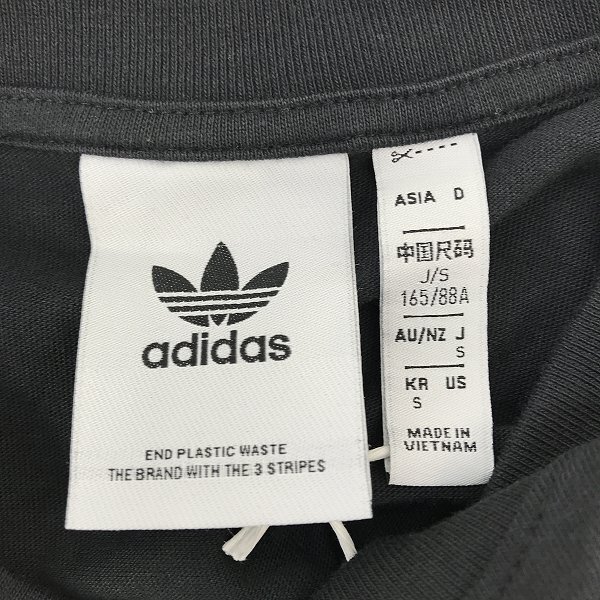 adidas
END PLASTIC WASTE
THE BRAND WITH THE 3 STRIPES
ASIA D
中国尺码
J/S
165/88A
AU/NZ J
S
KR US
S
MADE IN
VIETNAM